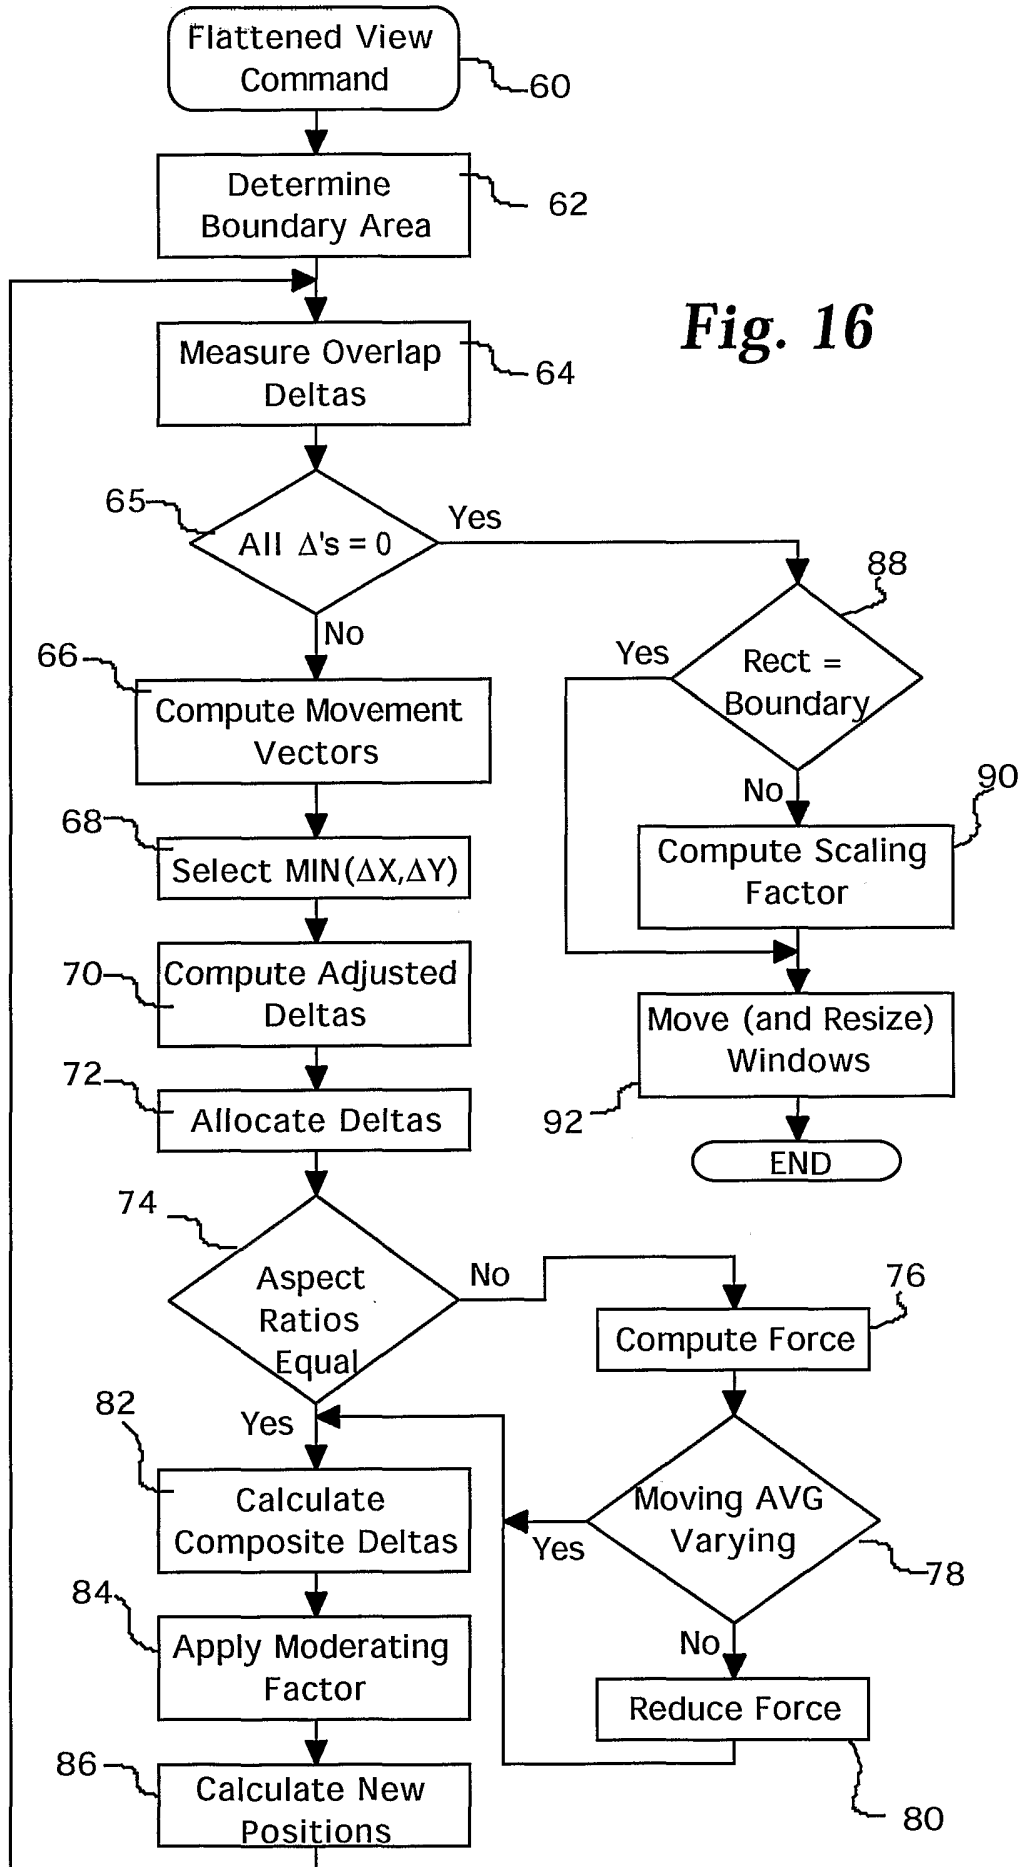 Flattened View
Command
60
Determine
Boundary Area
62
Fig. 16
Measure Overlap
Deltas
64
65
All Δ's = 0
Yes
No
88
Rect =
Boundary
Yes
No
66
Compute Movement
Vectors
90
Compute Scaling
Factor
68
Select MIN(ΔX,ΔY)
70
Compute Adjusted
Deltas
Move (and Resize)
Windows
92
72
Allocate Deltas
END
74
Aspect
Ratios
Equal
No
Yes
76
Compute Force
Moving AVG
Varying
78
Yes
No
82
Calculate
Composite Deltas
84
Apply Moderating
Factor
Reduce Force
80
86
Calculate New
Positions